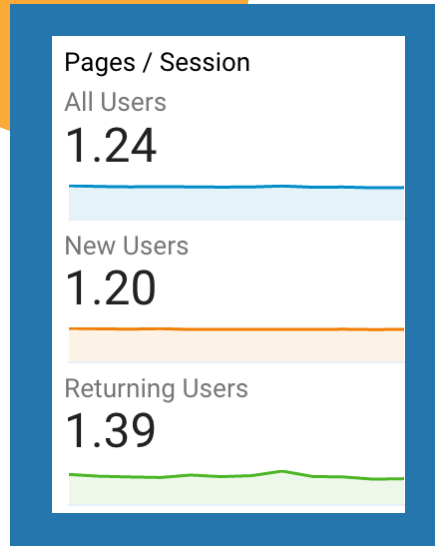 Pages / Session
All Users
1.24
New Users
1.20
Returning Users
1.39